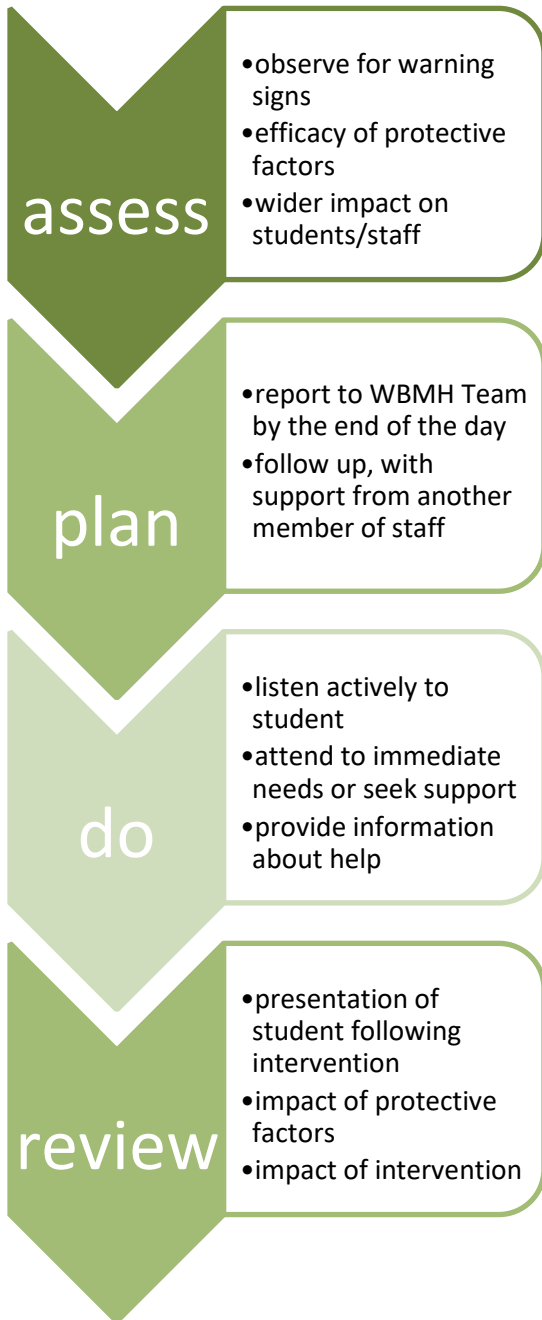 assess
•observe for warning
signs
•efficacy of protective
factors
•wider impact on
students/staff
plan
•report to WBMH Team
by the end of the day
•follow up, with
support from another
member of staff
do
•listen actively to
student
•attend to immediate
needs or seek support
•provide information
about help
review
•presentation of
student following
intervention
•impact of protective
factors
•impact of intervention